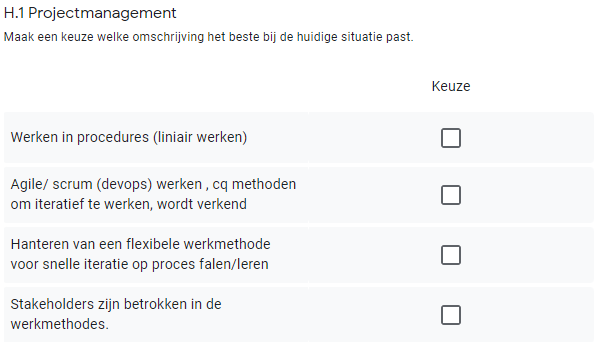 H.1 Projectmanagement
Maak een keuze welke omschrijving het beste bij de huidige situatie past.
Keuze
Werken in procedures (liniair werken)
Agile/ scrum (devops) werken , cq methoden
om iteratief te werken, wordt verkend
Hanteren van een flexibele werkmethode
voor snelle iteratie op proces falen/leren
Stakeholders zijn betrokken in de
werkmethodes.